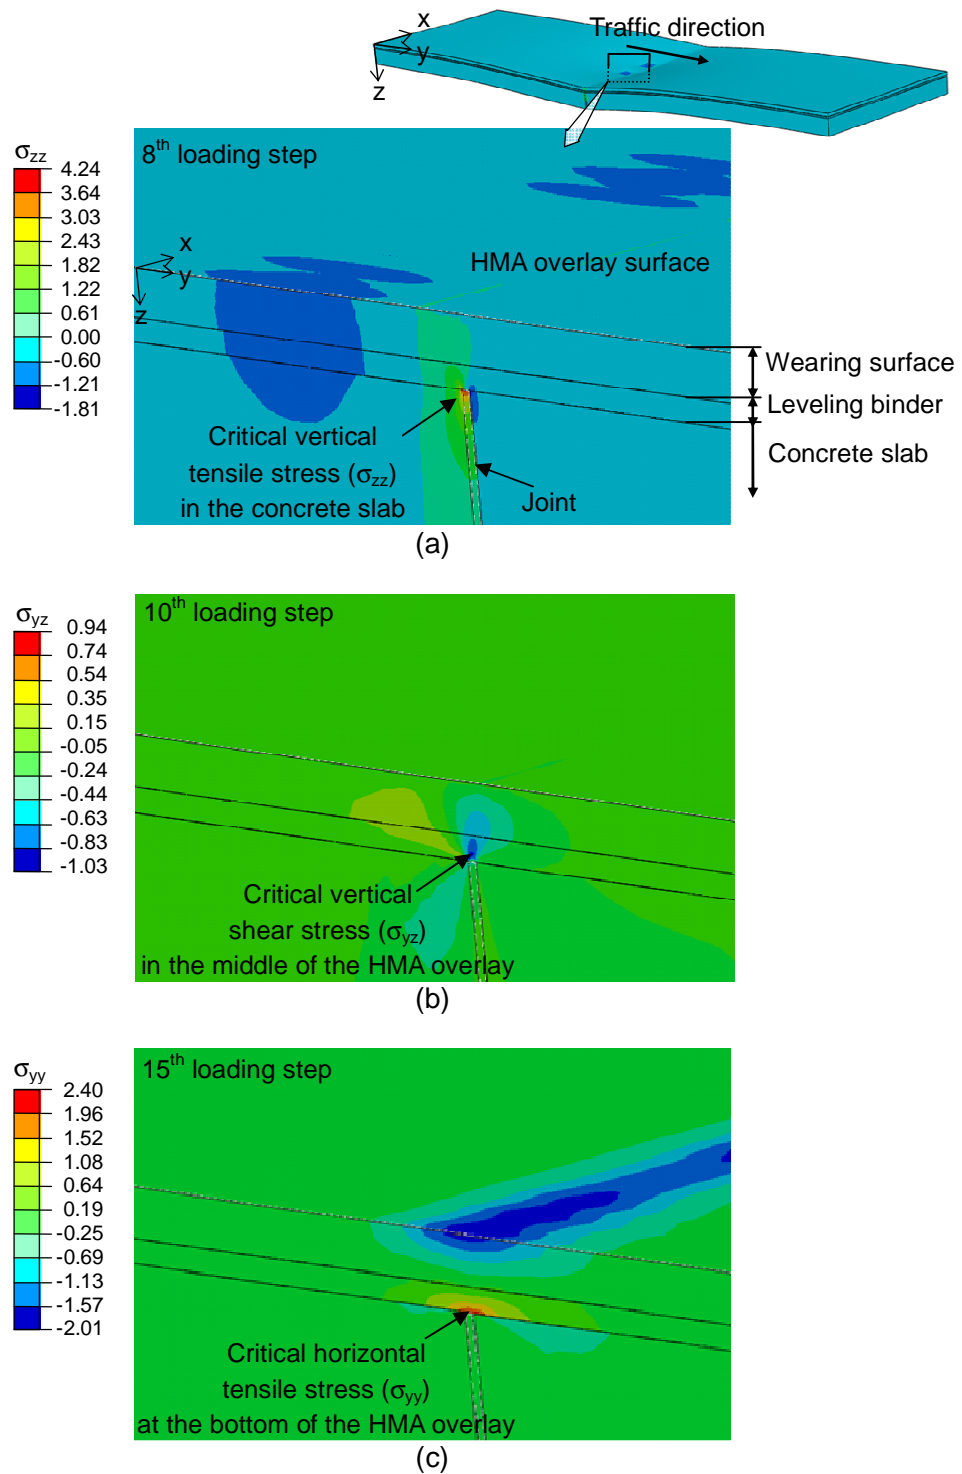 x
y
z
Traffic direction
σzz
4.24
3.64
3.03
2.43
1.82
1.22
0.61
0.00
-0.60
-1.21
-1.81
8th loading step
x
y
z
HMA overlay surface
Wearing surface
Leveling binder
Concrete slab
Critical vertical
tensile stress (σzz)
in the concrete slab
Joint
(a)
σyz
0.94
0.74
0.54
0.35
0.15
-0.05
-0.24
-0.44
-0.63
-0.83
-1.03
10th loading step
Critical vertical
shear stress (σyz)
in the middle of the HMA overlay
(b)
σyy
2.40
1.96
1.52
1.08
0.64
0.19
-0.25
-0.69
-1.13
-1.57
-2.01
15th loading step
Critical horizontal
tensile stress (σyy)
at the bottom of the HMA overlay
(c)